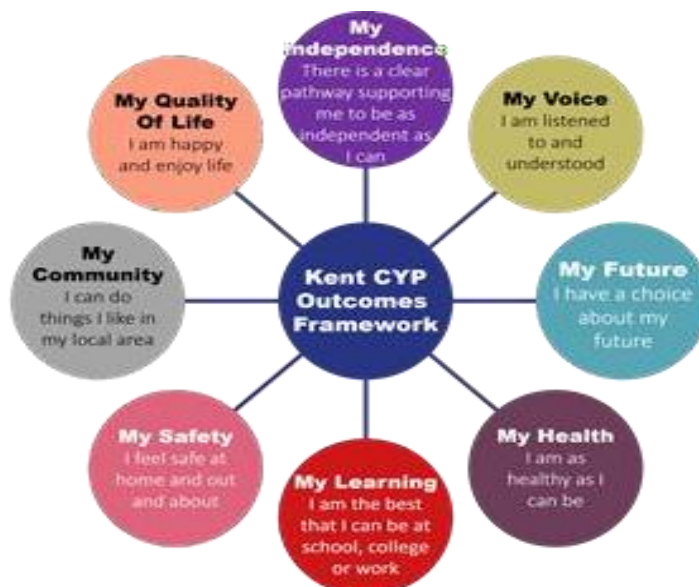 My
Independence
There is a clear
pathway supporting
me to be as
independent as
I can
My Voice
I am listened
to and
understood
My Future
I have a choice
about my
future
My Health
I am as
healthy as I
can be
My Learning
I am the best
that I can be at
school, college
or work
My Safety
I feel safe at
home and out
and about
My
Community
I can do
things I like in
my local area
My Quality
Of Life
I am happy
and enjoy life
Kent CYP
Outcomes
Framework